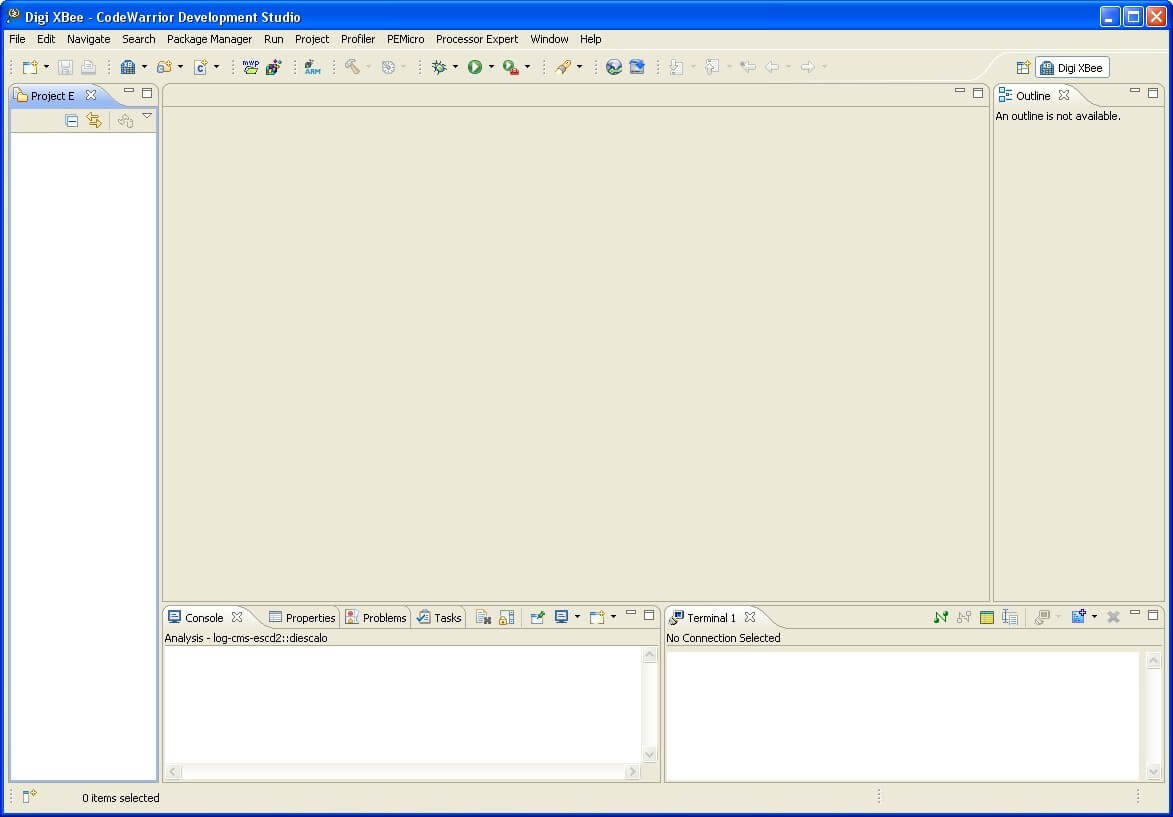 Digi XBee - CodeWarrior Development Studio
File Edit Navigate Search Package Manager Run Project Profiler PEMicro Processor Expert Window Help
MWP ARM Digi XBee
Project E
Outline
An outline is not available.
Console Properties Problems Tasks
Terminal 1
Analysis - log-cms-escd2::diescalo
No Connection Selected
0 items selected